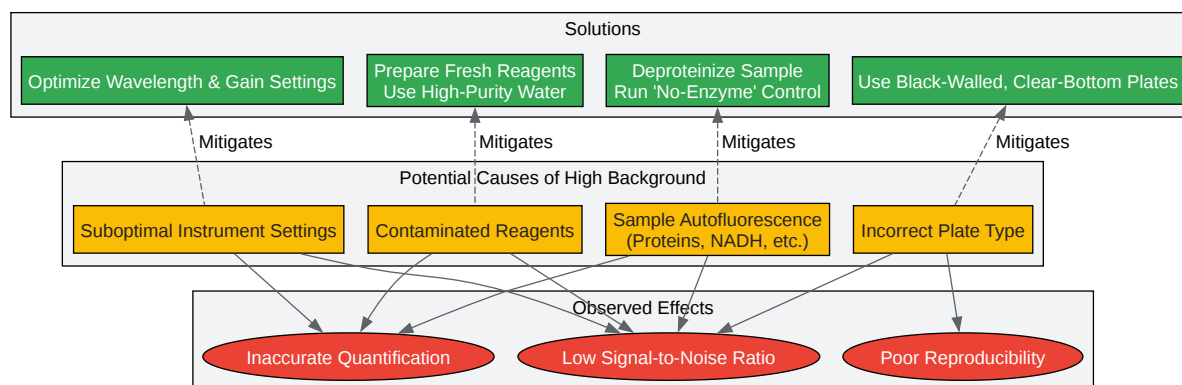 Solutions
Optimize Wavelength & Gain Settings
Prepare Fresh Reagents
Use High-Purity Water
Deproteinize Sample
Run 'No-Enzyme' Control
Use Black-Walled, Clear-Bottom Plates
Mitigates
Mitigates
Mitigates
Mitigates
Potential Causes of High Background
Suboptimal Instrument Settings
Contaminated Reagents
Sample Autofluorescence
(Proteins, NADH, etc.)
Incorrect Plate Type
Observed Effects
Inaccurate Quantification
Low Signal-to-Noise Ratio
Poor Reproducibility